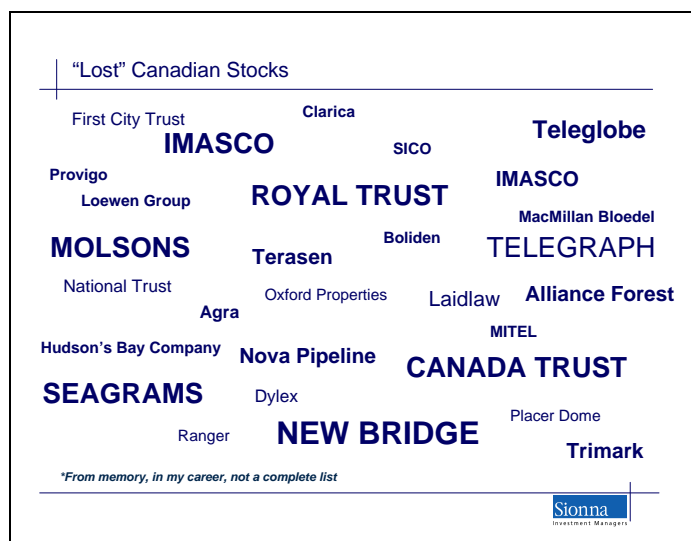 “Lost” Canadian Stocks
First City Trust
Clarica
IMASCO
Teleglobe
SICO
Provigo
IMASCO
Loewen Group
ROYAL TRUST
MacMillan Bloedel
MOLSONS
Boliden
TELEGRAPH
Terasen
National Trust
Oxford Properties
Laidlaw
Alliance Forest
Agra
MITEL
Hudson’s Bay Company
Nova Pipeline
CANADA TRUST
SEAGRAMS
Dylex
Placer Dome
Ranger
NEW BRIDGE
Trimark
*From memory, in my career, not a complete list
Sionna
Investment Managers